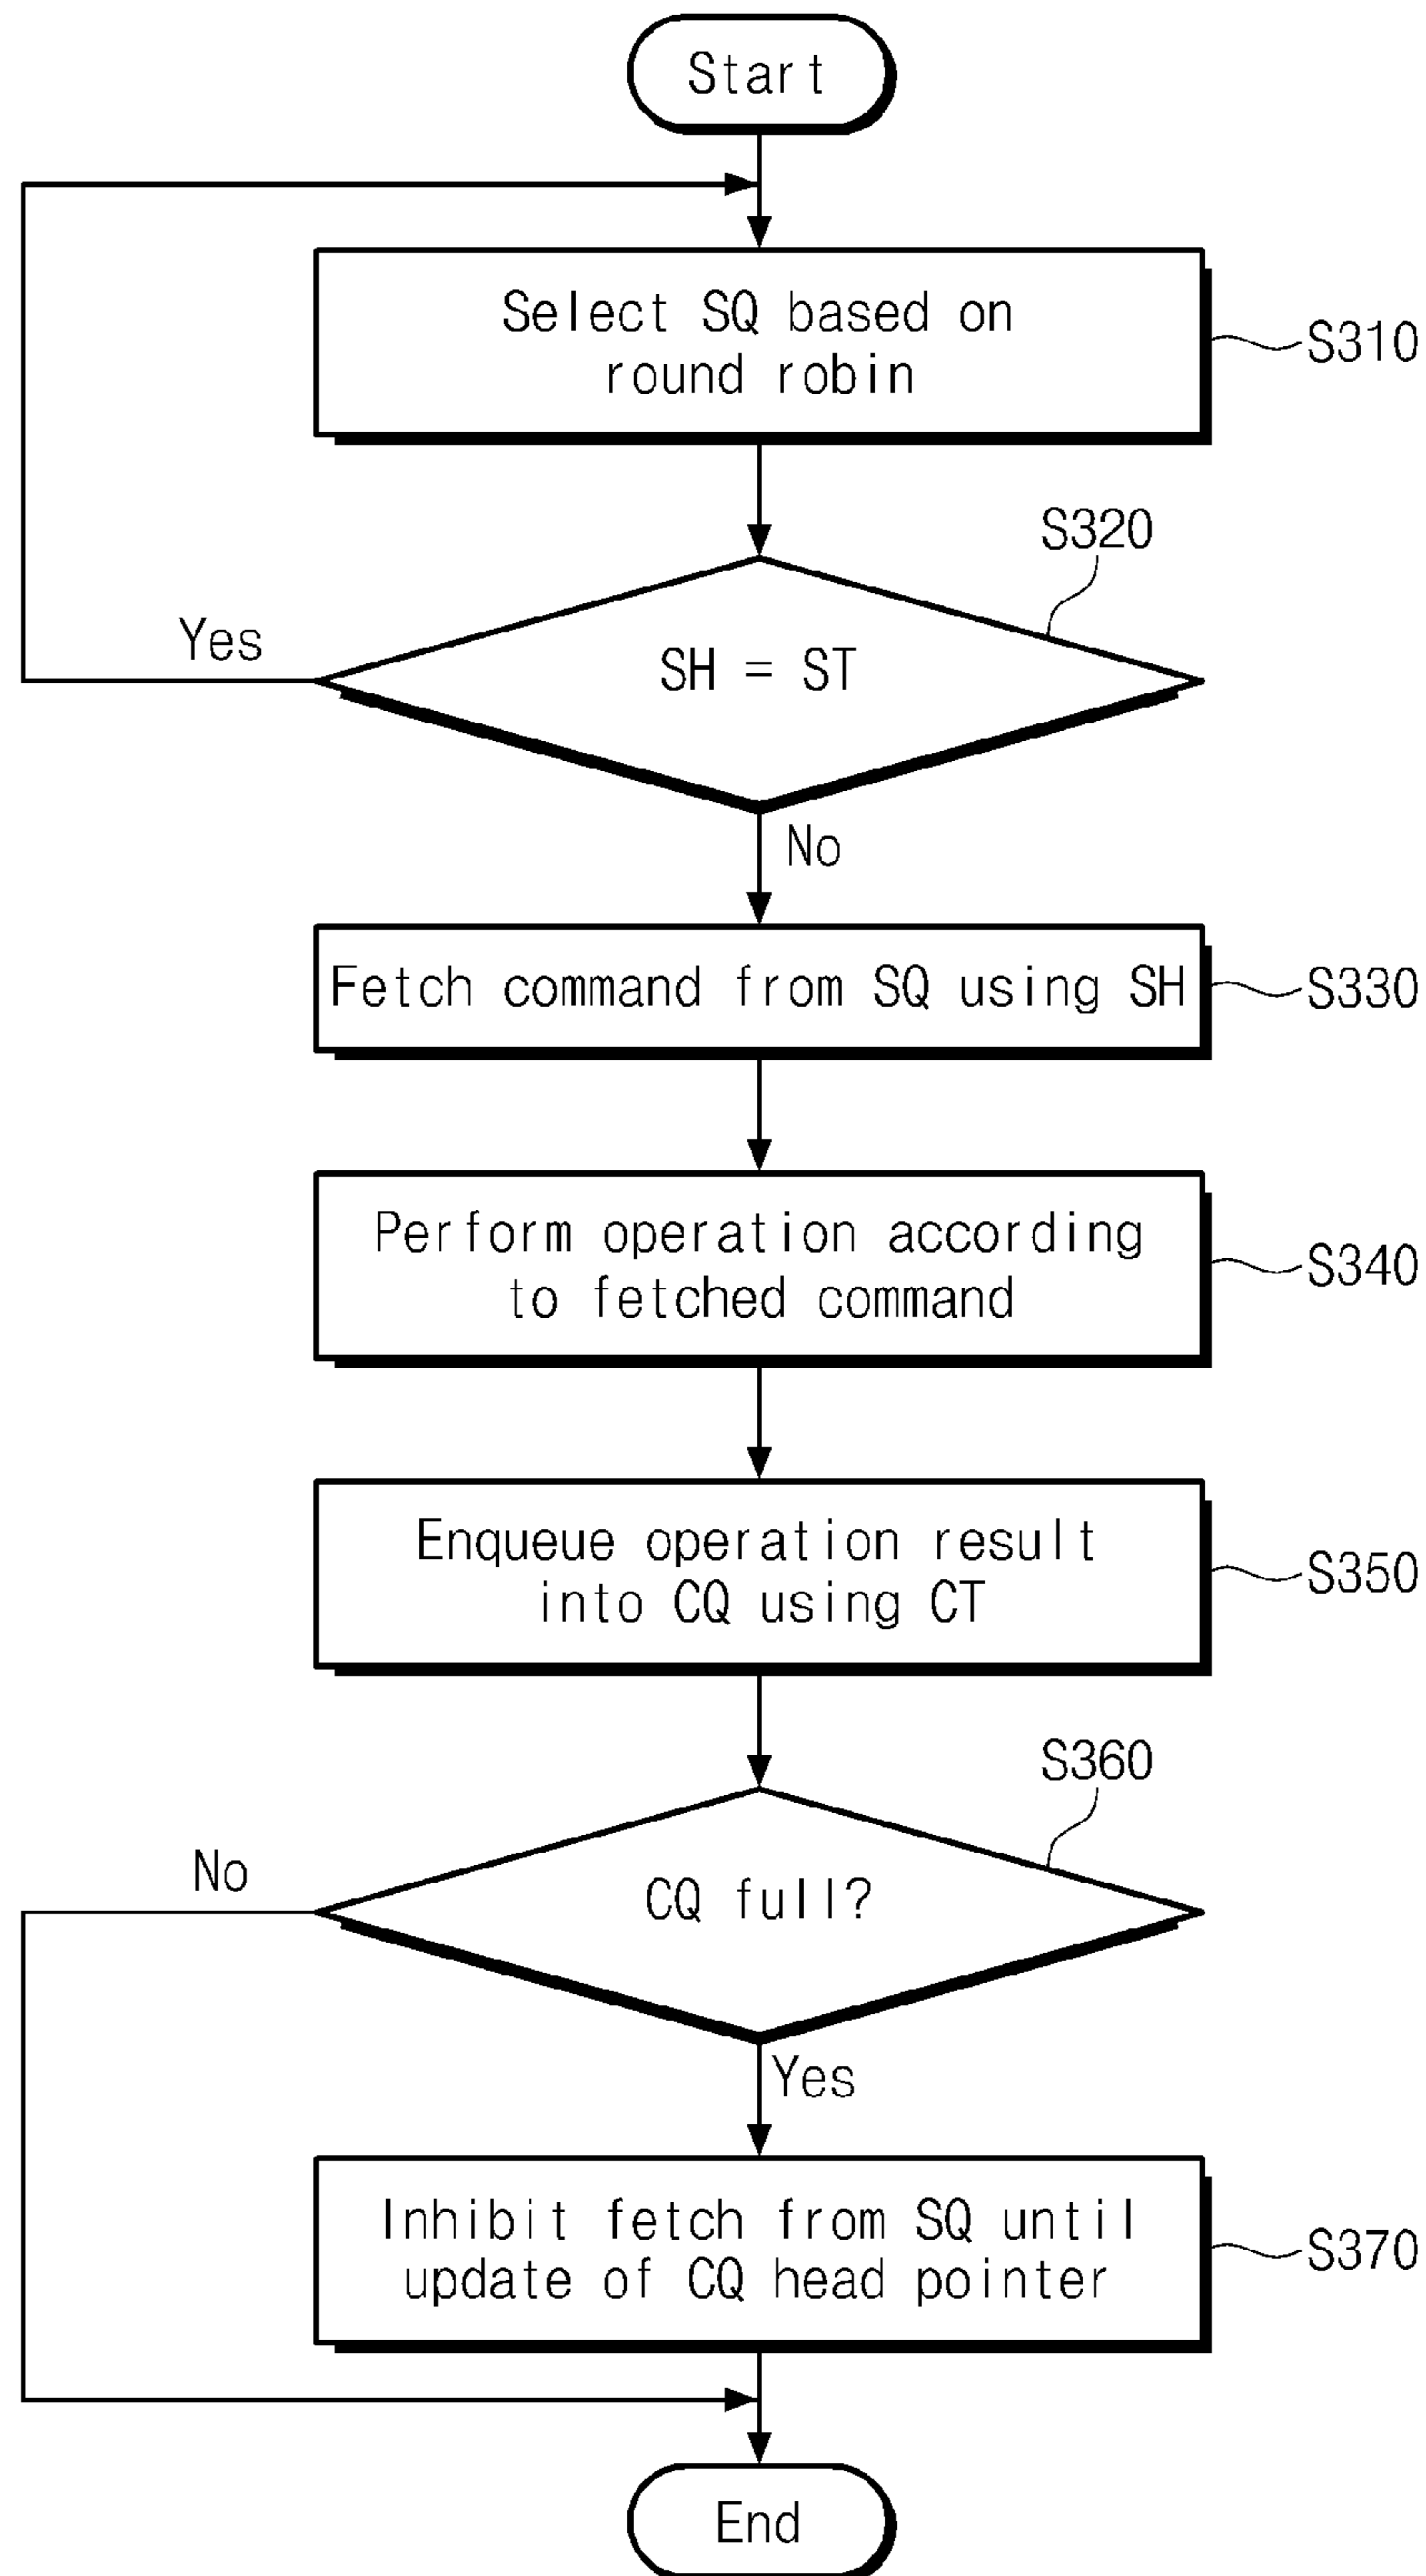 Start
Select SQ based on
round robin
S310
S320
Yes
SH = ST
No
Fetch command from SQ using SH
S330
Perform operation according
to fetched command
S340
Enqueue operation result
into CQ using CT
S350
S360
No
CQ full?
Yes
Inhibit fetch from SQ until
update of CQ head pointer
S370
End